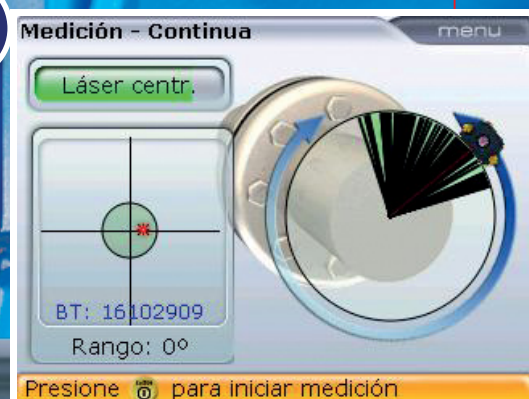 Medición - Continua
menu
Láser centr.
BT: 16102909
Rango: 0º
Presione para iniciar medición